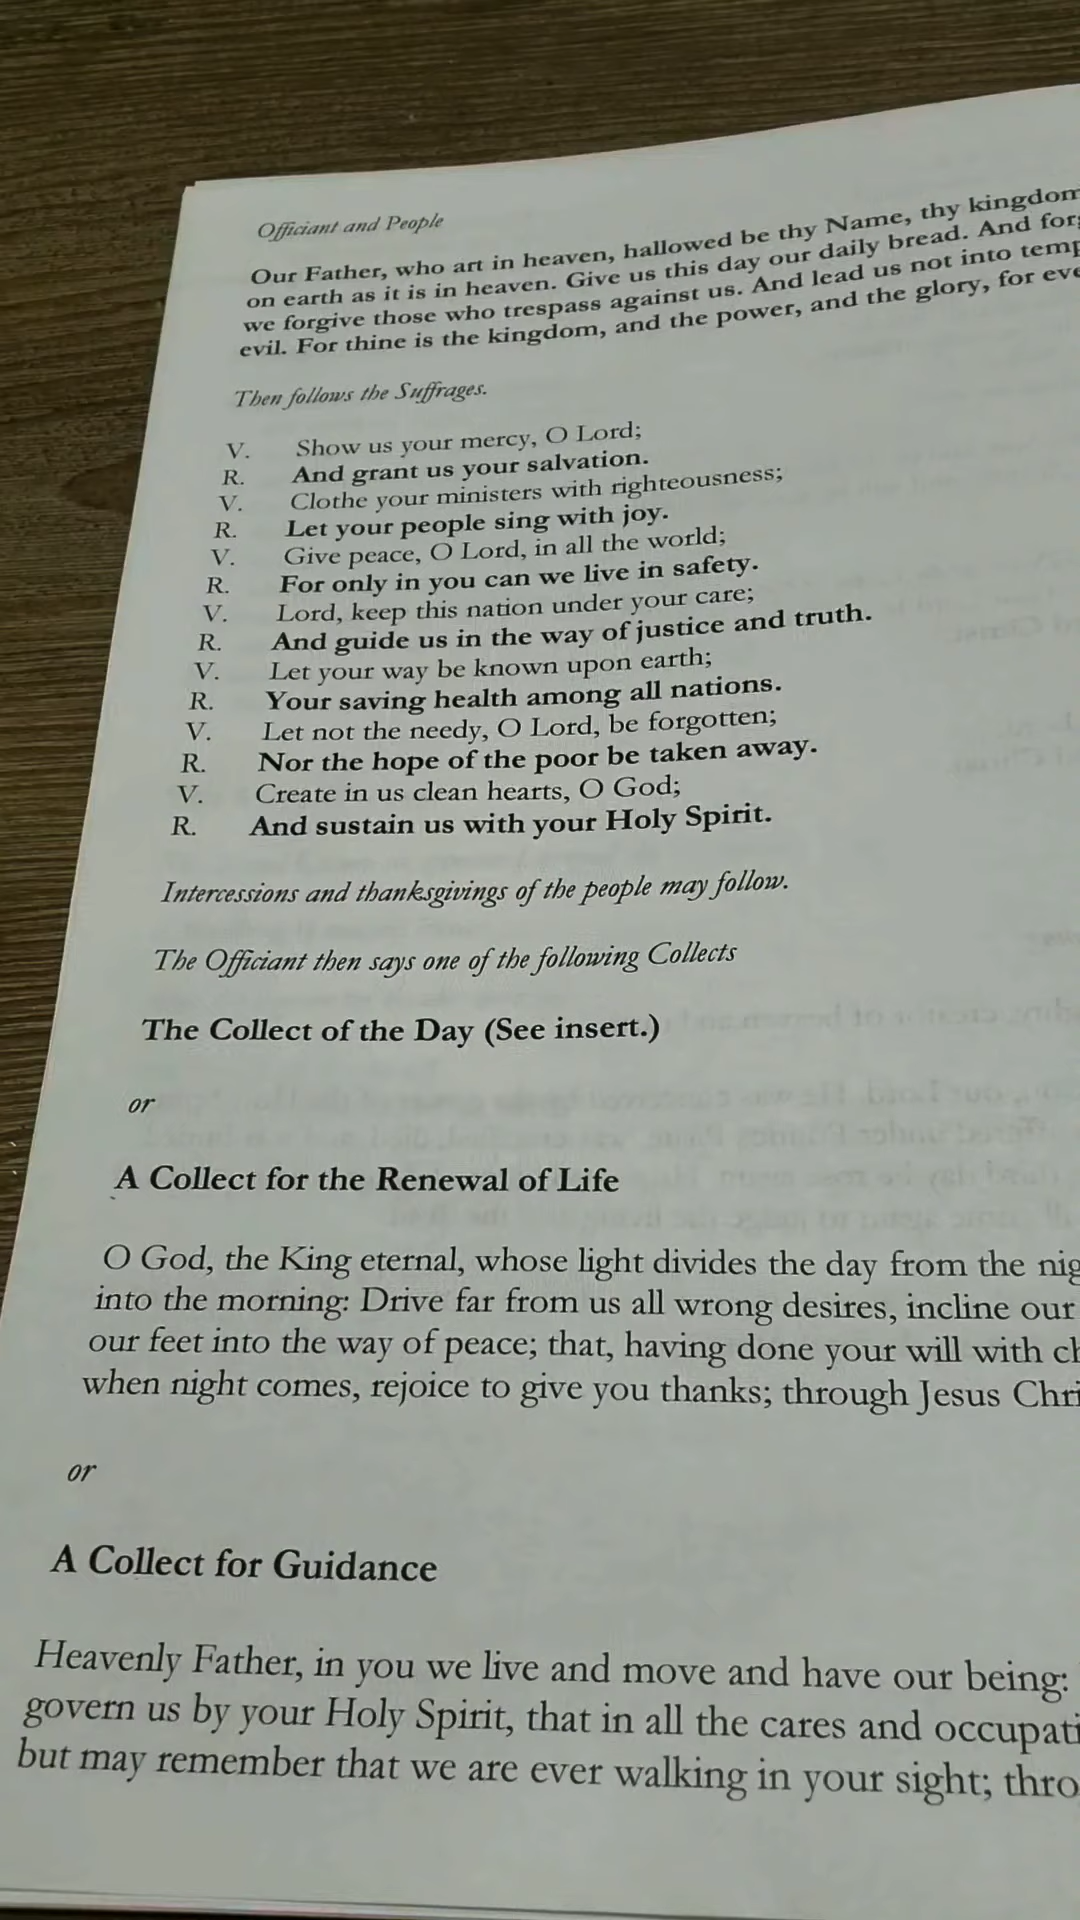 Officiant and People
Our Father, who art in heaven, hallowed be thy Name, thy kingdom
on earth as it is in heaven. Give us this day our daily bread. And
we forgive those who trespass against us. And lead us not into
evil. For thine is the kingdom, and the power, and the glory, for
Then follows the Suffrages.
V. Show us your mercy, O Lord;
R. And grant us your salvation.
V. Clothe your ministers with righteousness;
R. Let your people sing with joy.
V. Give peace, O Lord, in all the world;
R. For only in you can we live in safety.
V. Lord, keep this nation under your care;
R. And guide us in the way of justice and truth.
V. Let your way be known upon earth;
R. Your saving health among all nations.
V. Let not the needy, O Lord, be forgotten;
R. Nor the hope of the poor be taken away.
V. Create in us clean hearts, O God;
R. And sustain us with your Holy Spirit.
Intercessions and thanksgivings of the people may follow.
The Officiant then says one of the following Collects
The Collect of the Day (See insert.)
or
A Collect for the Renewal of Life
O God, the King eternal, whose light divides the day from the
into the morning: Drive far from us all wrong desires, incline our
our feet into the way of peace; that, having done your will with
when night comes, rejoice to give you thanks; through Jesus
or
A Collect for Guidance
Heavenly Father, in you we live and move and have our being:
govern us by your Holy Spirit, that in all the cares and
but may remember that we are ever walking in your sight;